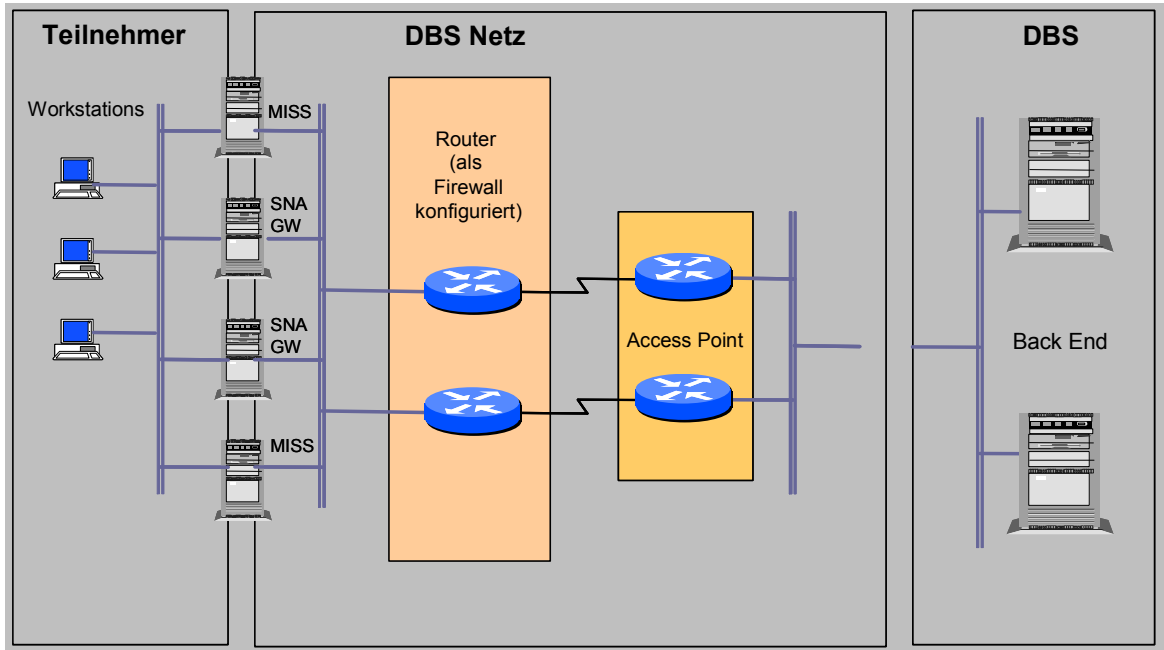 Teilnehmer
DBS Netz
DBS
Workstations
MISS
SNA
GW
SNA
GW
MISS
Router
(als
Firewall
konfiguriert)
Access Point
Back End